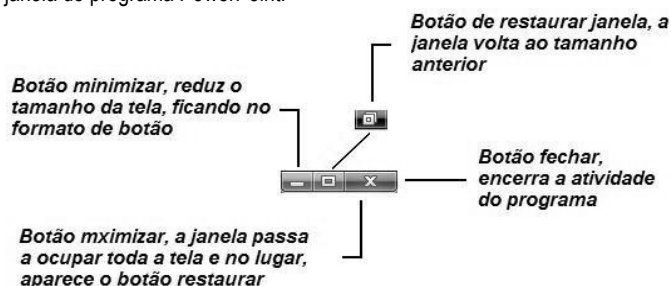 janela do programa PowerPoint.
Botão de restaurar janela, a
janela volta ao tamanho
anterior
Botão minimizar, reduz o
tamanho da tela, ficando no
formato de botão
Botão fechar,
encerra a atividade
do programa
Botão mximizar, a janela passa
a ocupar toda a tela e no lugar,
aparece o botão restaurar